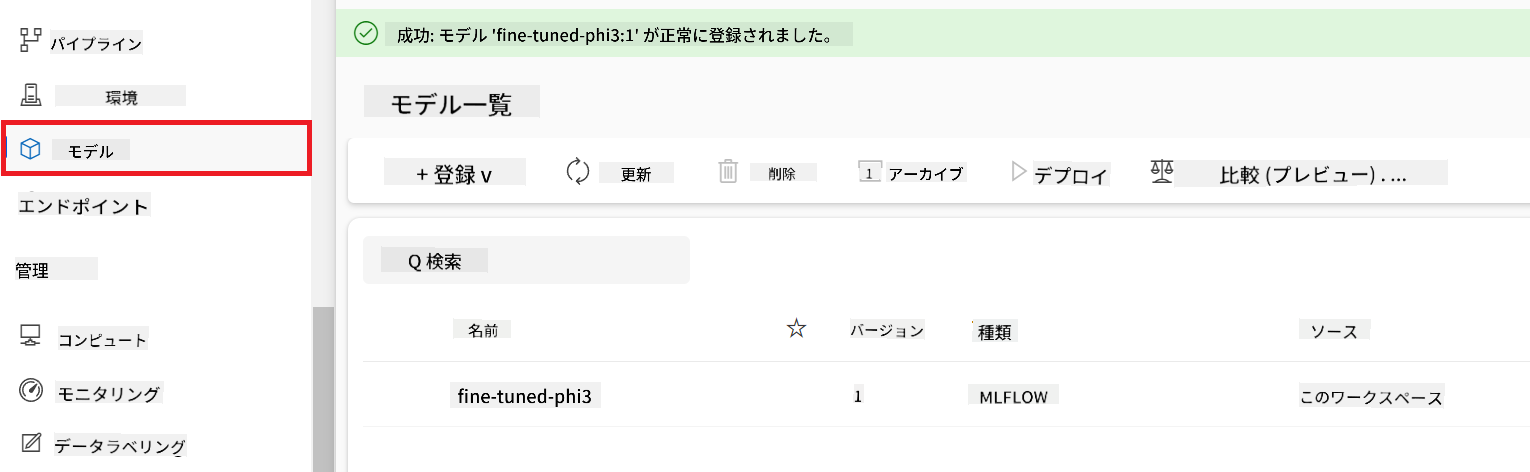 パイプライン
環境
モデル
エンドポイント
管理
コンピュート
モニタリング
データラベリング
成功: モデル 'fine-tuned-phi3:1' が正常に登録されました。
モデル一覧
+ 登録 v 更新 削除 1 アーカイブ デプロイ 比較 (プレビュー) . ...
Q 検索
名前 バージョン 種類 ソース
fine-tuned-phi3 1 MLFLOW このワークスペース